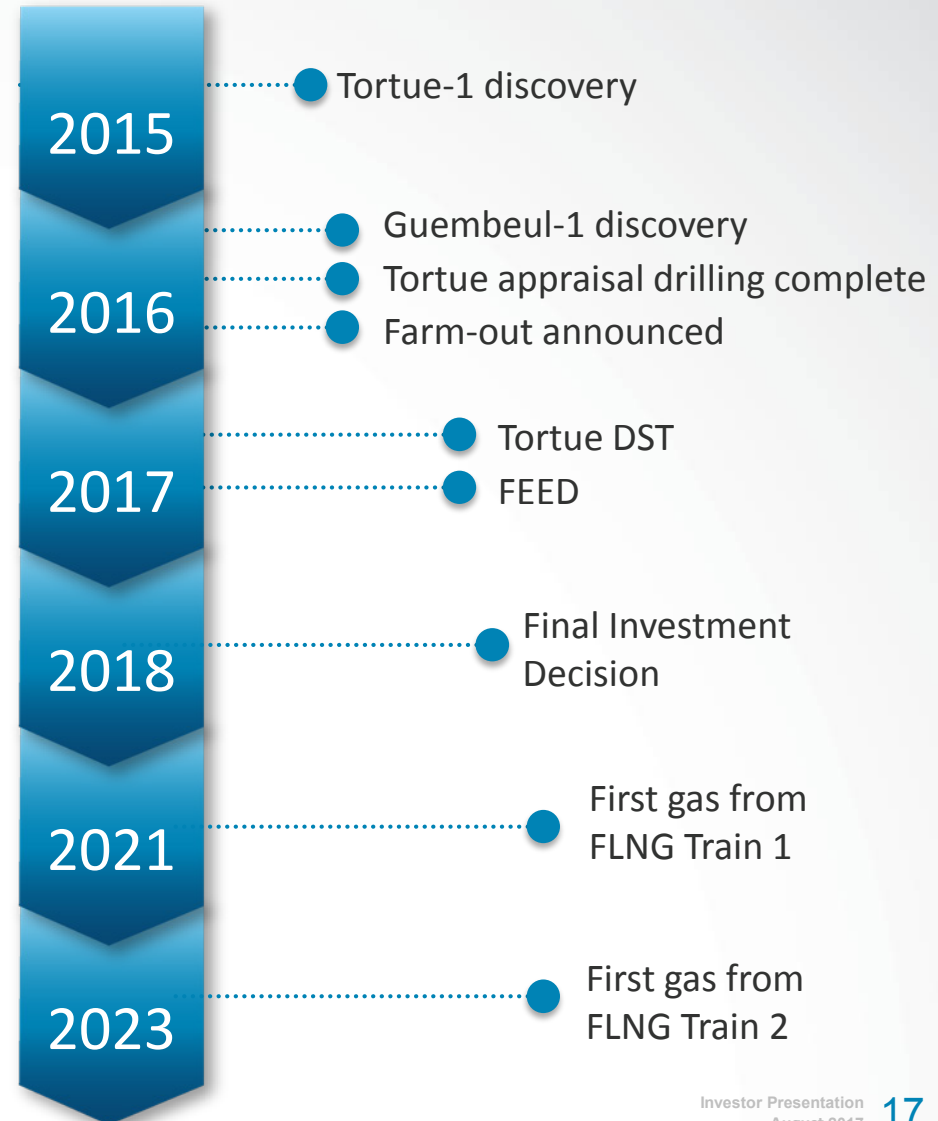 2015
Tortue-1 discovery
2016
Guembeul-1 discovery
Tortue appraisal drilling complete
Farm-out announced
2017
Tortue DST
FEED
2018
Final Investment
Decision
2021
First gas from
FLNG Train 1
2023
First gas from
FLNG Train 2
Investor Presentation
August 2017
17